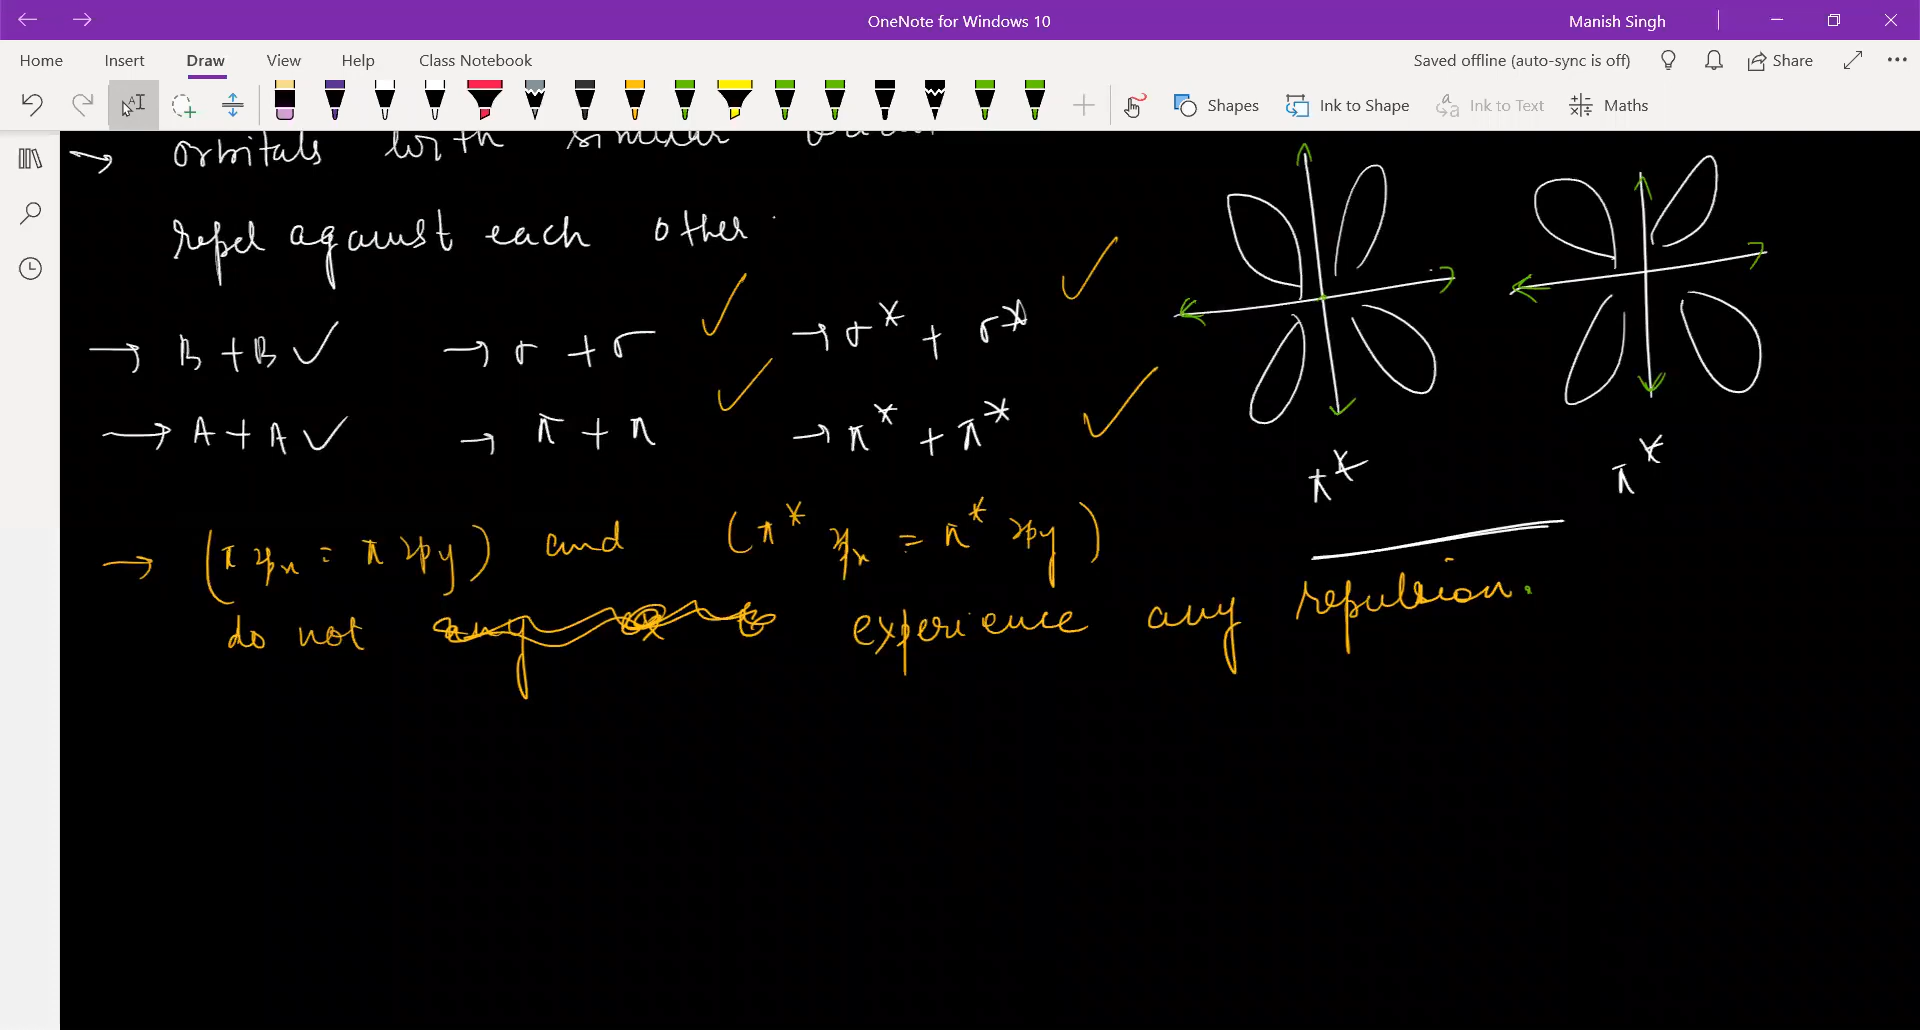 OneNote for Windows 10
Manish Singh
Home Insert Draw View Help Class Notebook
Saved offline (auto-sync is off) Share
Shapes Ink to Shape Ink to Text Maths
→ orbitals with similar
repel against each other.
→ B + B ✓ → σ + σ ✓ → σ* + σ* ✓
→ A + A ✓ → π + π ✓ → π* + π* ✓
π* π*
→ (π 2px = π 2py) and (π* 2px = π* 2py)
do not experience any repulsion.